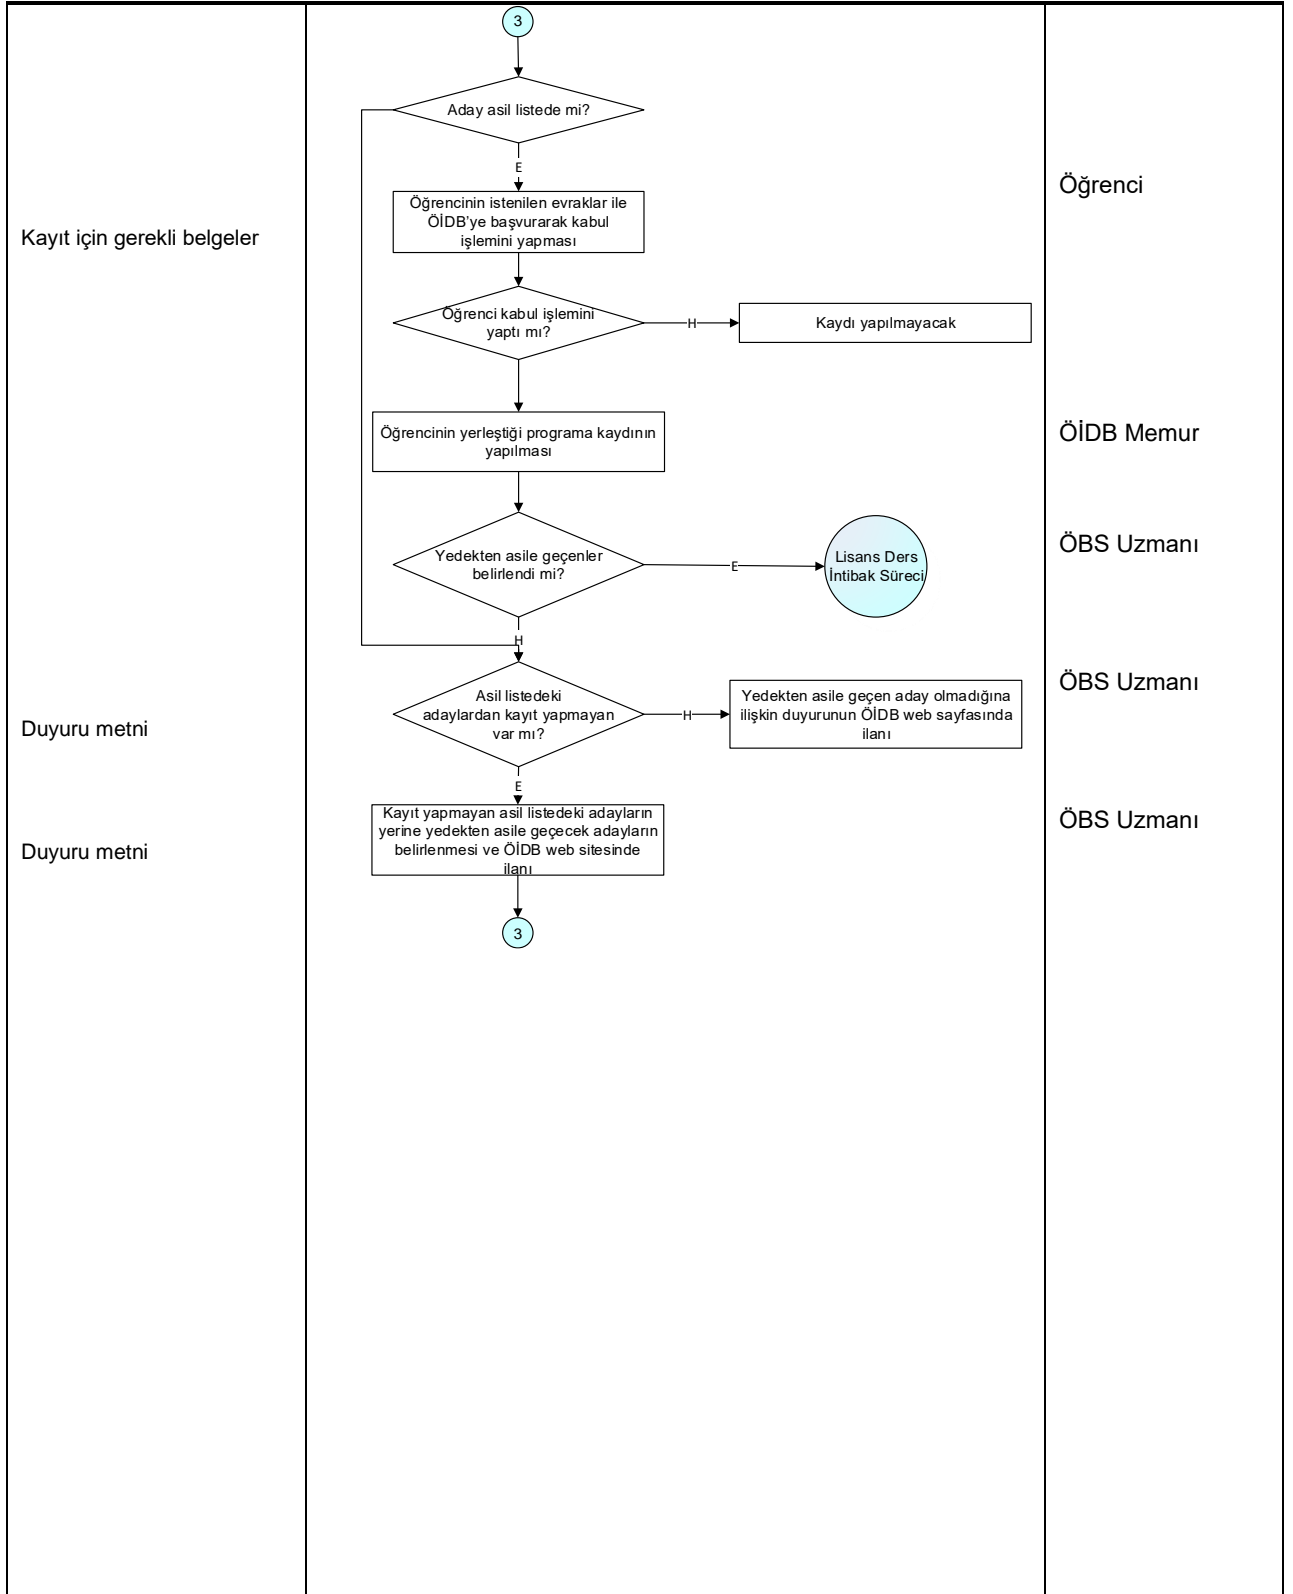 3
Aday asil listede mi?
E
Öğrenci
Öğrencinin istenilen evraklar ile
ÖİDB'ye başvurarak kabul
işlemini yapması
Kayıt için gerekli belgeler
Öğrenci kabul işlemini
yaptı mı?
H
Kaydı yapılmayacak
Öğrencinin yerleştiği programa kaydının
yapılması
ÖİDB Memur
Yedekten asile geçenler
belirlendi mi?
E
Lisans Ders
İntibak Süreci
ÖBS Uzmanı
H
Asil listedeki
adaylardan kayıt yapmayan
var mı?
H
Yedekten asile geçen aday olmadığına
ilişkin duyurunun ÖİDB web sayfasında
ilanı
ÖBS Uzmanı
Duyuru metni
E
Kayıt yapmayan asil listedeki adayların
yerine yedekten asile geçecek adayların
belirlenmesi ve ÖİDB web sitesinde
ilanı
ÖBS Uzmanı
Duyuru metni
3